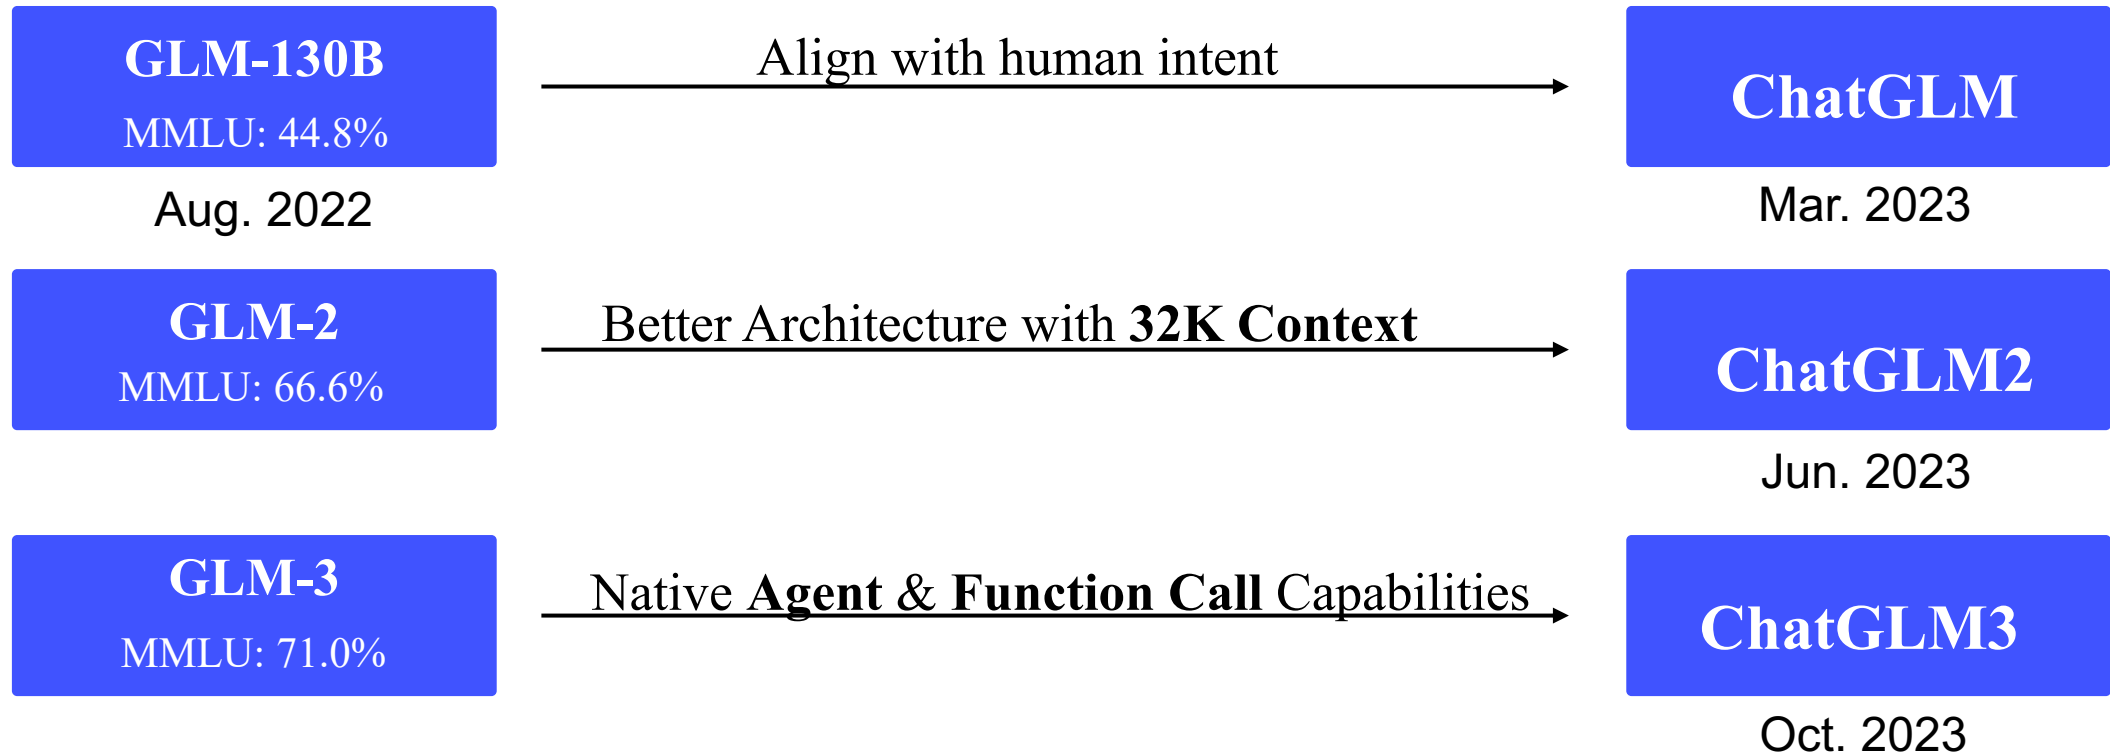 GLM-130B
MMLU: 44.8%
Aug. 2022
Align with human intent
ChatGLM
Mar. 2023
GLM-2
MMLU: 66.6%
Better Architecture with 32K Context
ChatGLM2
Jun. 2023
GLM-3
MMLU: 71.0%
Native Agent & Function Call Capabilities
ChatGLM3
Oct. 2023